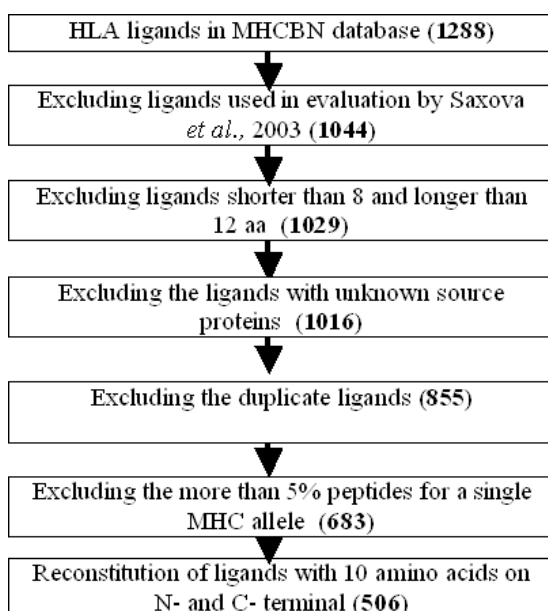 HLA ligands in MHCBN database (1288)
Excluding ligands used in evaluation by Saxova
et al., 2003 (1044)
Excluding ligands shorter than 8 and longer than
12 aa (1029)
Excluding the ligands with unknown source
proteins (1016)
Excluding the duplicate ligands (855)
Excluding the more than 5% peptides for a single
MHC allele (683)
Reconstitution of ligands with 10 amino acids on
N- and C- terminal (506)